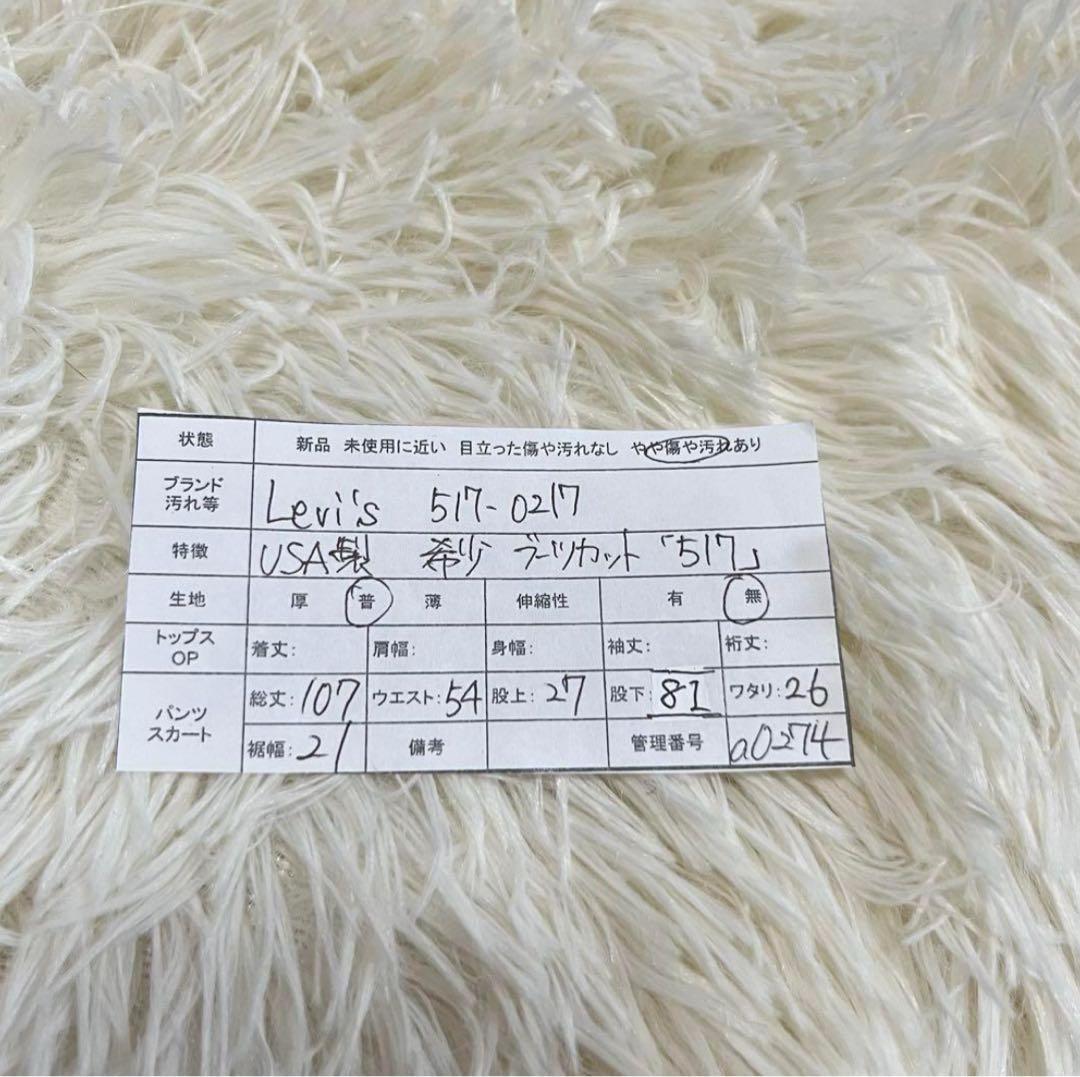 状態 新品 未使用に近い 目立った傷や汚れなし やや傷や汚れあり
ブランド
汚れ等 Levi's 517-0217
特徴 USA製 希少 ブーツカット「517」
生地 厚 普 薄 伸縮性 有 無
トップス
OP 着丈: 肩幅: 身幅: 袖丈: 裄丈:
パンツ
スカート 総丈:107 ウエスト:54 股上:27 股下:81 ワタリ:26
裾幅:21 備考 管理番号 a0274